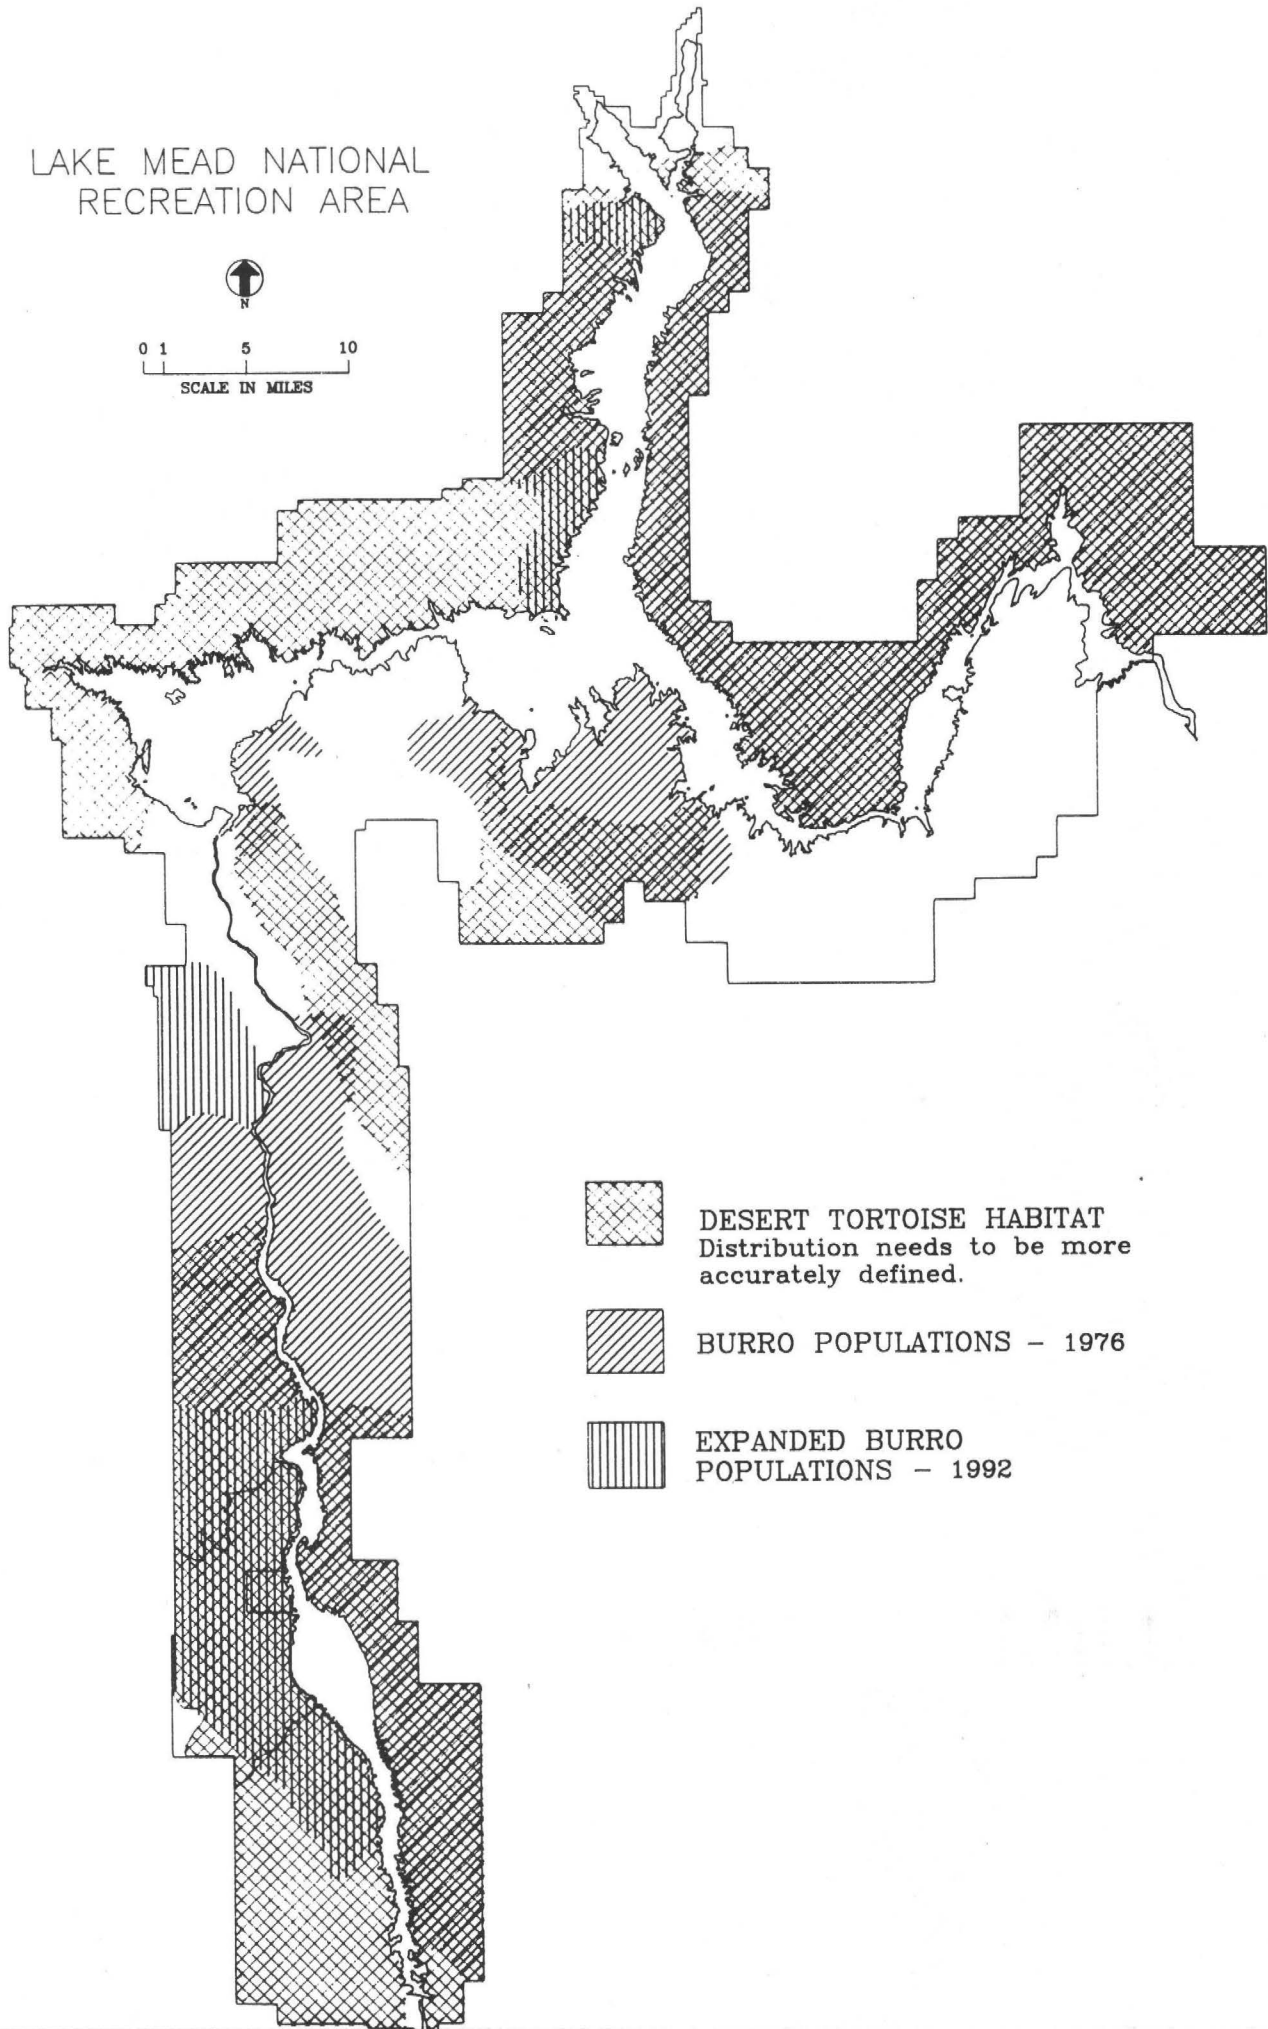 LAKE MEAD NATIONAL
RECREATION AREA
N
0 1 5 10
SCALE IN MILES
DESERT TORTOISE HABITAT
Distribution needs to be more
accurately defined.
BURRO POPULATIONS - 1976
EXPANDED BURRO
POPULATIONS - 1992